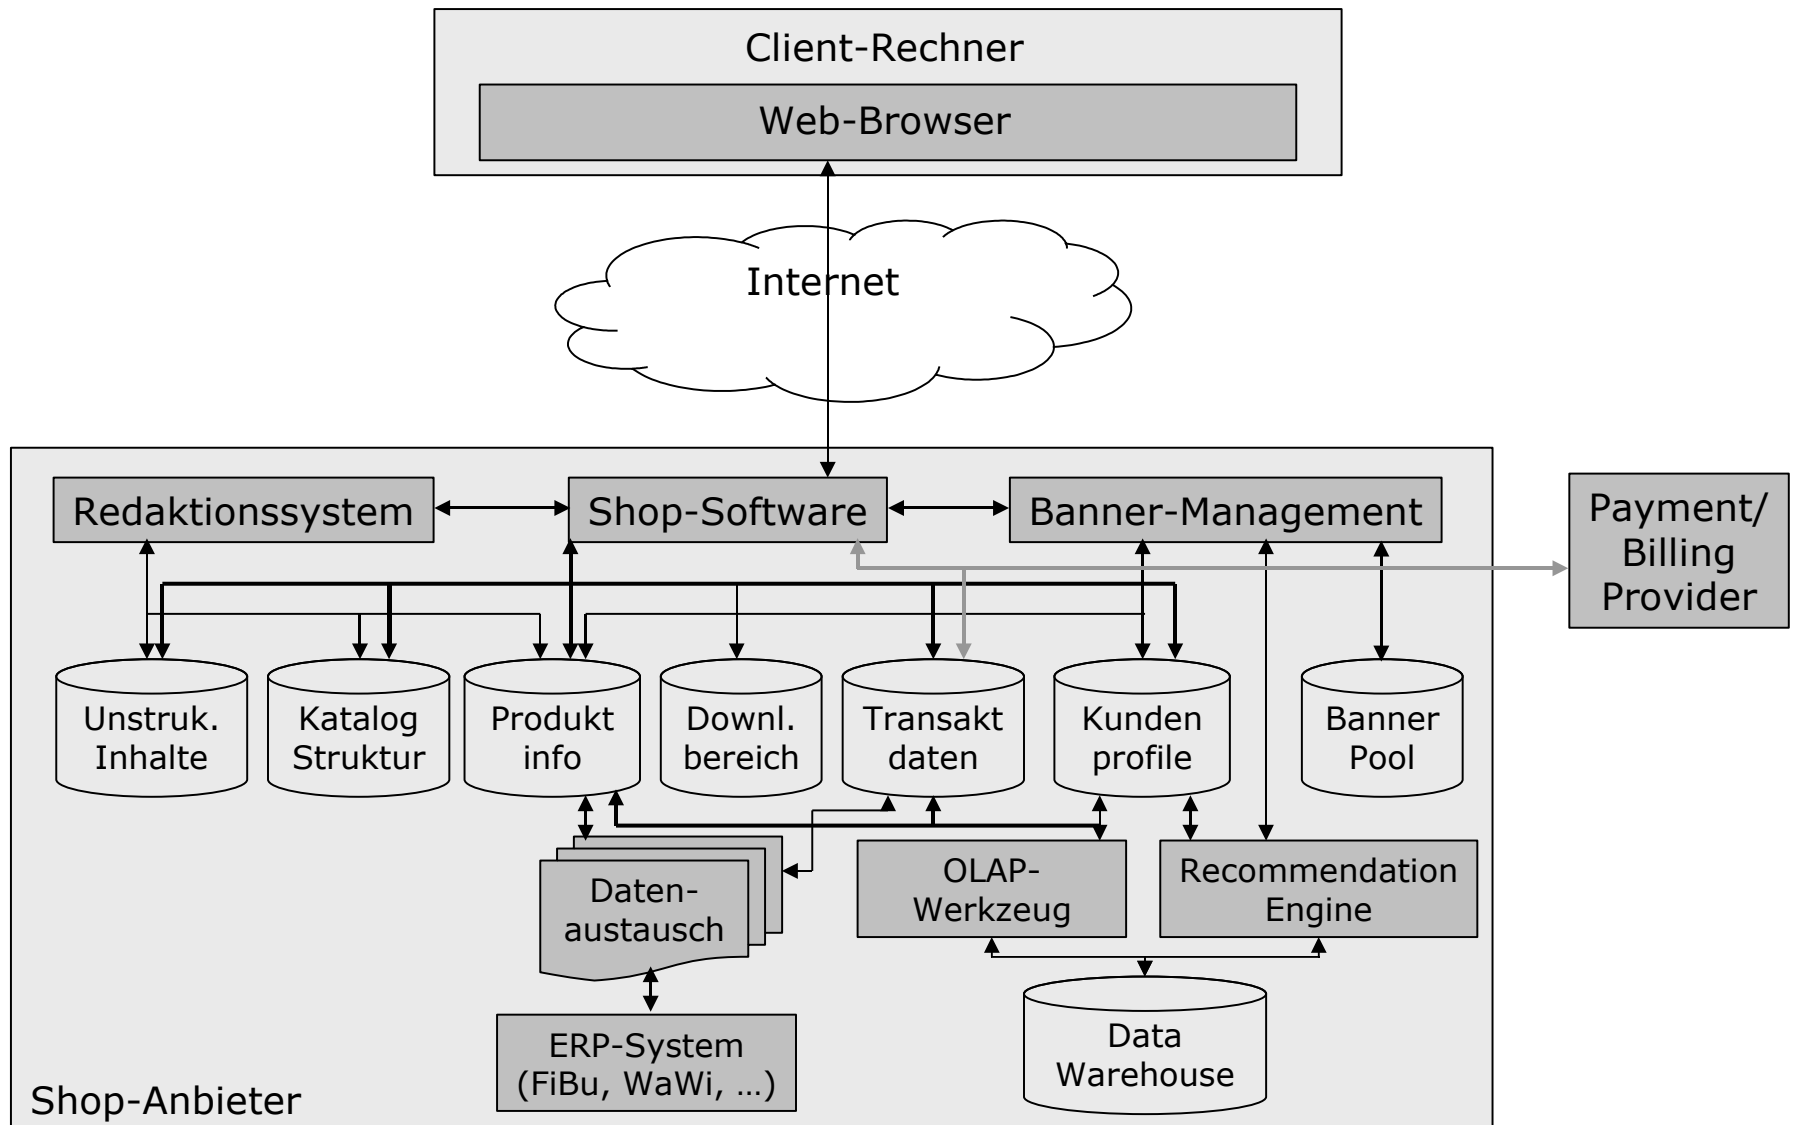 Client-Rechner
Web-Browser
Internet
Redaktionssystem
Shop-Software
Banner-Management
Payment/
Billing
Provider
Unstruk.
Inhalte
Katalog
Struktur
Produkt
info
Downl.
bereich
Transakt
daten
Kunden
profile
Banner
Pool
Daten-
austausch
OLAP-
Werkzeug
Recommendation
Engine
ERP-System
(FiBu, WaWi, …)
Data
Warehouse
Shop-Anbieter